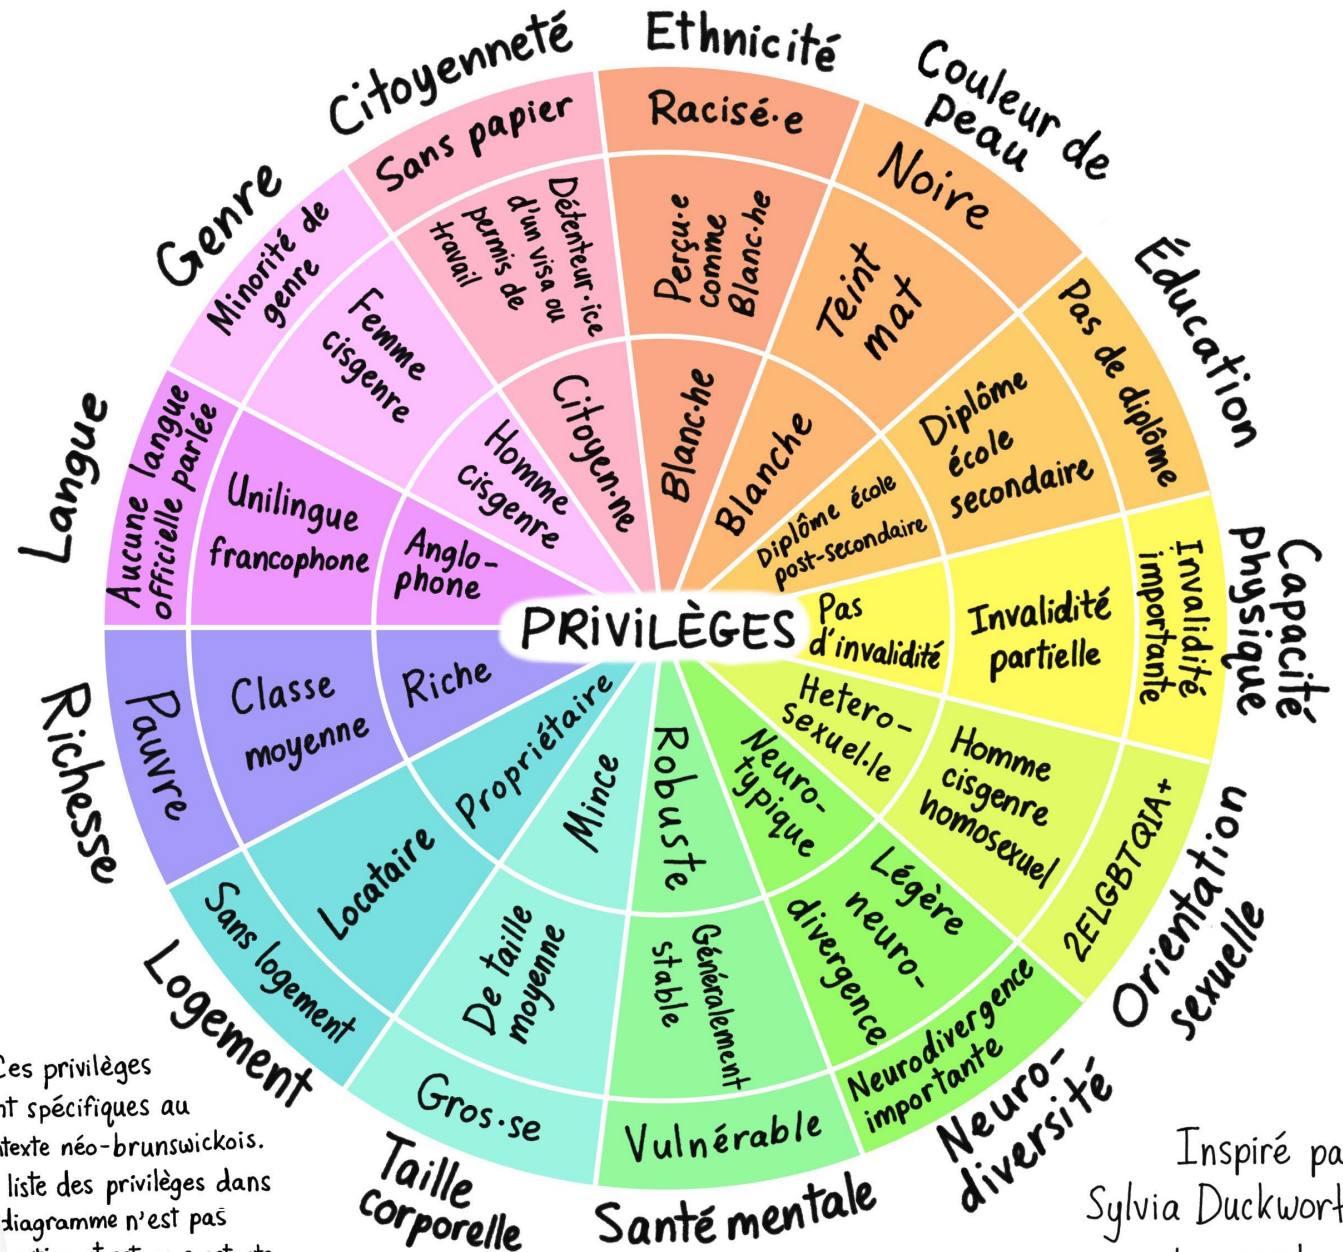 PRiViLÈGES
Ethnicité
Racisé·e
Perçu·e
comme
Blanc·he
Blanc·he
Couleur de
peau
Noire
Teint
mat
Blanche
Éducation
Pas de diplôme
Diplôme
école
secondaire
Diplôme école
post-secondaire
Capacité
physique
Invalidité
importante
Invalidité
partielle
Pas
d'invalidité
Orientation
sexuelle
2ELGBTQIA+
Homme
cisgenre
homosexuel
Hetero-
sexuel·le
Neuro-
diversité
Neurodivergence
importante
Légère
neuro-
divergence
Neuro-
typique
Santé mentale
Vulnérable
Généralement
stable
Robuste
Taille
corporelle
Gros·se
De taille
moyenne
Mince
Logement
Sans logement
Locataire
Propriétaire
Richesse
Pauvre
Classe
moyenne
Riche
Langue
Aucune langue
officielle parlée
Unilingue
francophone
Anglo-
phone
Genre
Minorité de
genre
Femme
cisgenre
Homme
cisgenre
Citoyenneté
Sans papier
Détenteur·ice
d'un visa ou
permis de
travail
Citoyen·ne
Ces privilèges
nt spécifiques au
texte néo-brunswickois.
liste des privilèges dans
diagramme n'est pas
Inspiré pa
Sylvia Duckwort